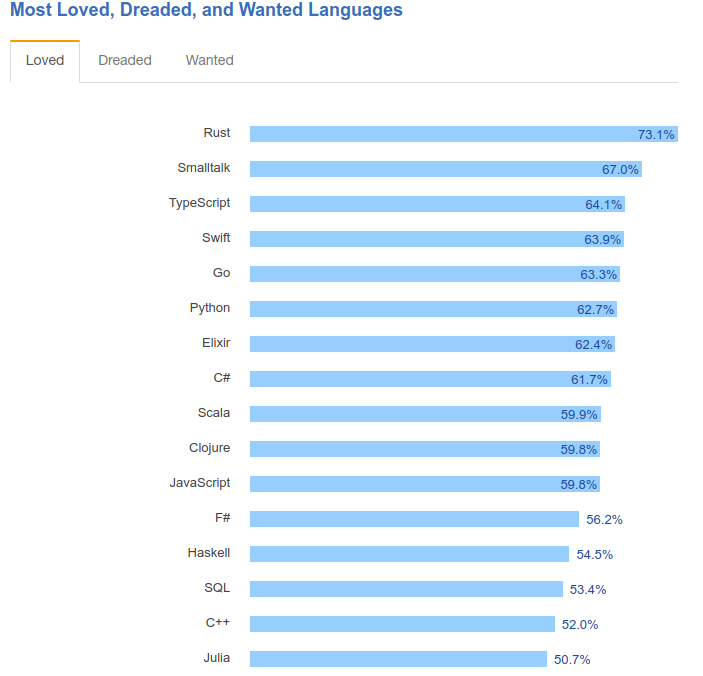 Most Loved, Dreaded, and Wanted Languages
Loved Dreaded Wanted
Rust 73.1%
Smalltalk 67.0%
TypeScript 64.1%
Swift 63.9%
Go 63.3%
Python 62.7%
Elixir 62.4%
C# 61.7%
Scala 59.9%
Clojure 59.8%
JavaScript 59.8%
F# 56.2%
Haskell 54.5%
SQL 53.4%
C++ 52.0%
Julia 50.7%